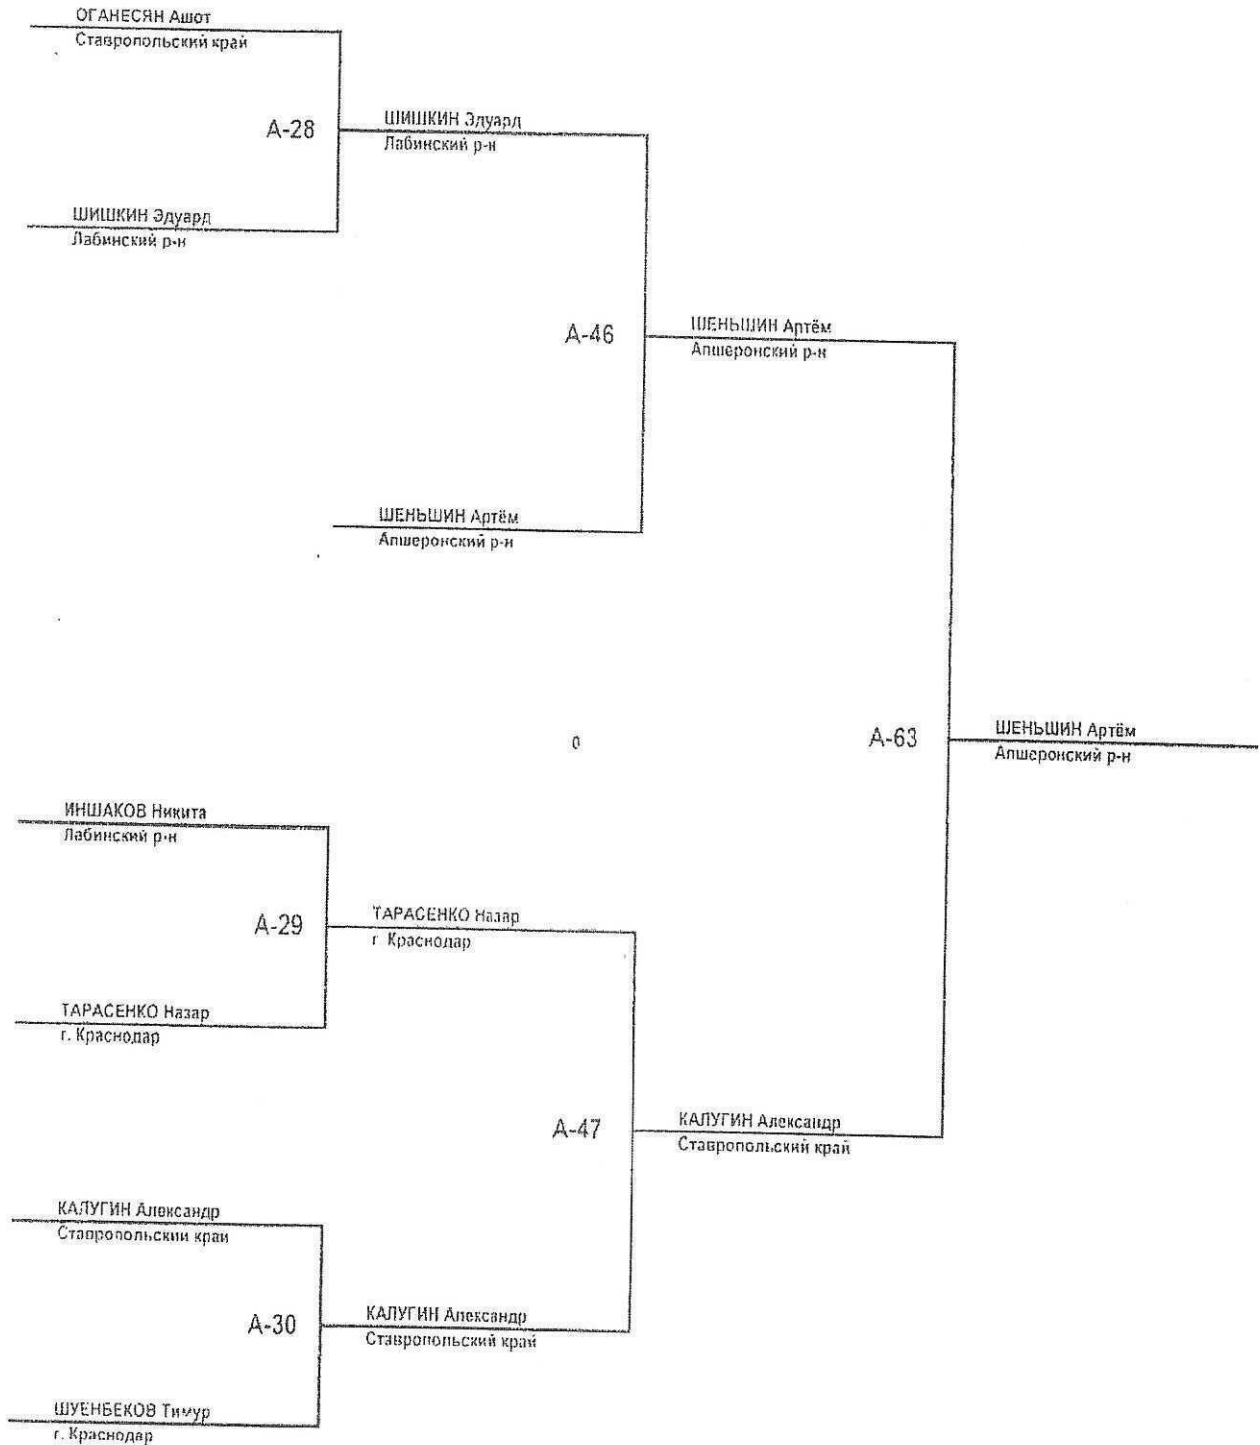 ОГАНЕСЯН Ашот
Ставропольский край
А-28
ШИШКИН Эдуард
Лабинский р-н
ШИШКИН Эдуард
Лабинский р-н
А-46
ШЕНЬШИН Артём
Апшеронский р-н
ШЕНЬШИН Артём
Апшеронский р-н
0
А-63
ШЕНЬШИН Артём
Апшеронский р-н
ИНШАКОВ Никита
Лабинский р-н
А-29
ТАРАСЕНКО Назар
г. Краснодар
ТАРАСЕНКО Назар
г. Краснодар
А-47
КАЛУГИН Александр
Ставропольский край
КАЛУГИН Александр
Ставропольский край
А-30
КАЛУГИН Александр
Ставропольский край
ШУЕНБЕКОВ Тимур
г. Краснодар